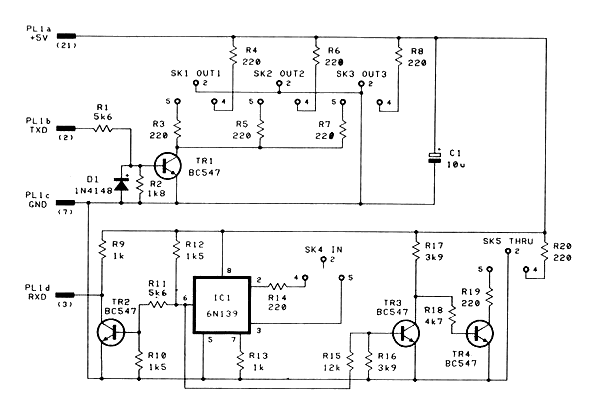 PL1a
+5V
(21)
R4
220
R6
220
R8
220
SK1 OUT1
2
SK2 OUT2
2
SK3 OUT3
2
5
4
5
4
5
4
PL1b
TXD
(2)
R1
5k6
R3
220
R5
220
R7
220
TR1
BC547
C1
10u
+
D1
1N4148
R2
1k8
PL1c
GND
(7)
R9
1k
R12
1k5
SK4 IN
2
4
5
R17
3k9
SK5 THRU
2
5
4
R20
220
8
R11
5k6
6
IC1
6N139
2
3
5
7
R14
220
R19
220
PL1d
RXD
(3)
TR2
BC547
TR3
BC547
R18
4k7
TR4
BC547
R10
1k5
R13
1k
R15
12k
R16
3k9